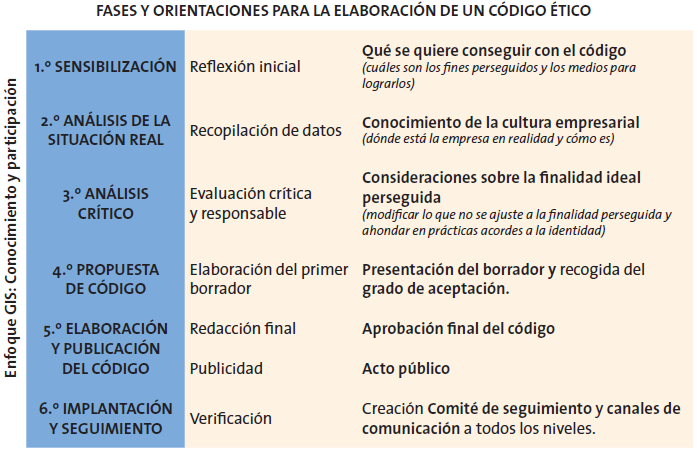 FASES Y ORIENTACIONES PARA LA ELABORACIÓN DE UN CÓDIGO ÉTICO
Enfoque GIS: Conocimiento y participación
1.º SENSIBILIZACIÓN
Reflexión inicial
Qué se quiere conseguir con el código
(cuáles son los fines perseguidos y los medios para
lograrlos)
2.º ANÁLISIS DE LA
SITUACIÓN REAL
Recopilación de datos
Conocimiento de la cultura empresarial
(dónde está la empresa en realidad y cómo es)
3.º ANÁLISIS
CRÍTICO
Evaluación crítica
y responsable
Consideraciones sobre la finalidad ideal
perseguida
(modificar lo que no se ajuste a la finalidad perseguida y
ahondar en prácticas acordes a la identidad)
4.º PROPUESTA
DE CÓDIGO
Elaboración del primer
borrador
Presentación del borrador y recogida del
grado de aceptación.
5.º ELABORACIÓN
Y PUBLICACIÓN
DEL CÓDIGO
Redacción final
Aprobación final del código
Publicidad
Acto público
6.º IMPLANTACIÓN
Y SEGUIMIENTO
Verificación
Creación Comité de seguimiento y canales de
comunicación a todos los niveles.